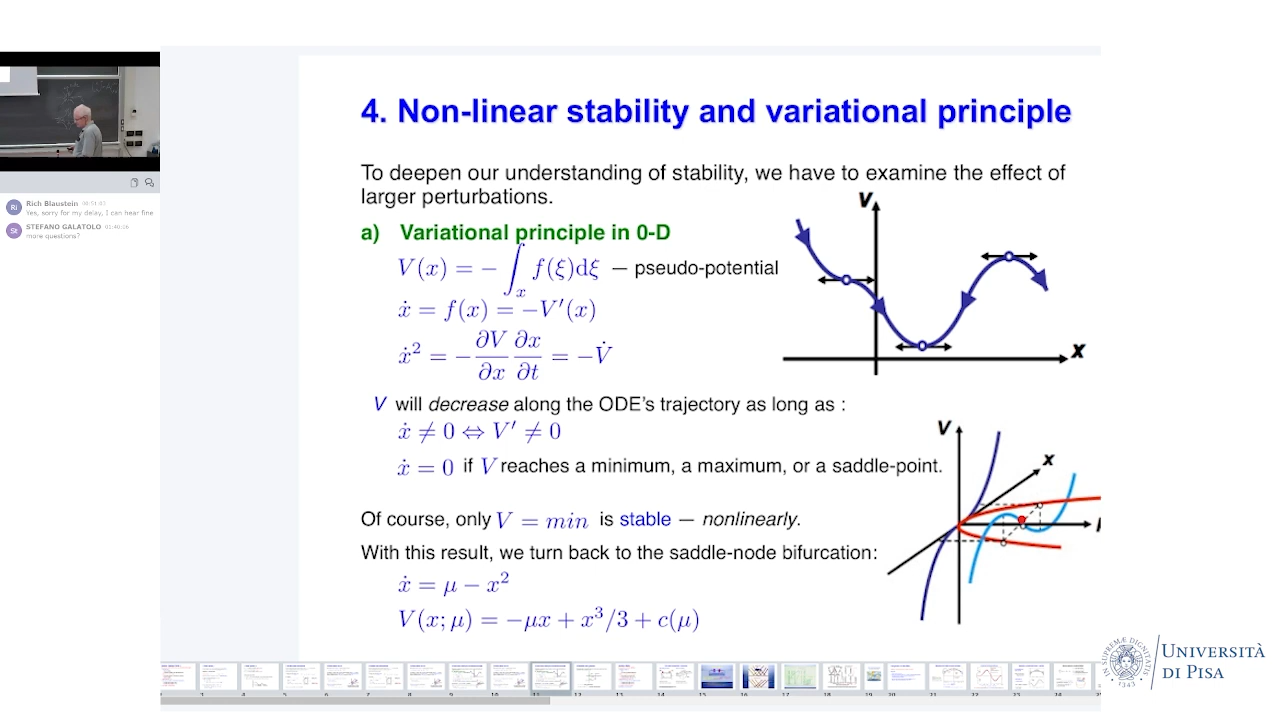 4. Non-linear stability and variational principle
To deepen our understanding of stability, we have to examine the effect of
larger perturbations.
a) Variational principle in 0-D
V(x) = −∫ₓ f(ξ)dξ — pseudo-potential
ẋ = f(x) = −V′(x)
ẋ² = −∂V/∂x ∂x/∂t = −V̇
V
x
V will decrease along the ODE's trajectory as long as :
ẋ ≠ 0 ⇔ V′ ≠ 0
ẋ = 0 if V reaches a minimum, a maximum, or a saddle-point.
V
x
Of course, only V = min is stable — nonlinearly.
With this result, we turn back to the saddle-node bifurcation:
ẋ = μ − x²
V(x; μ) = −μx + x³/3 + c(μ)
Ri
Rich Blaustein
Yes, sorry for my delay, I can hear fine
St
STEFANO GALATOLO
more questions?
UNIVERSITÀ
DI PISA
1343